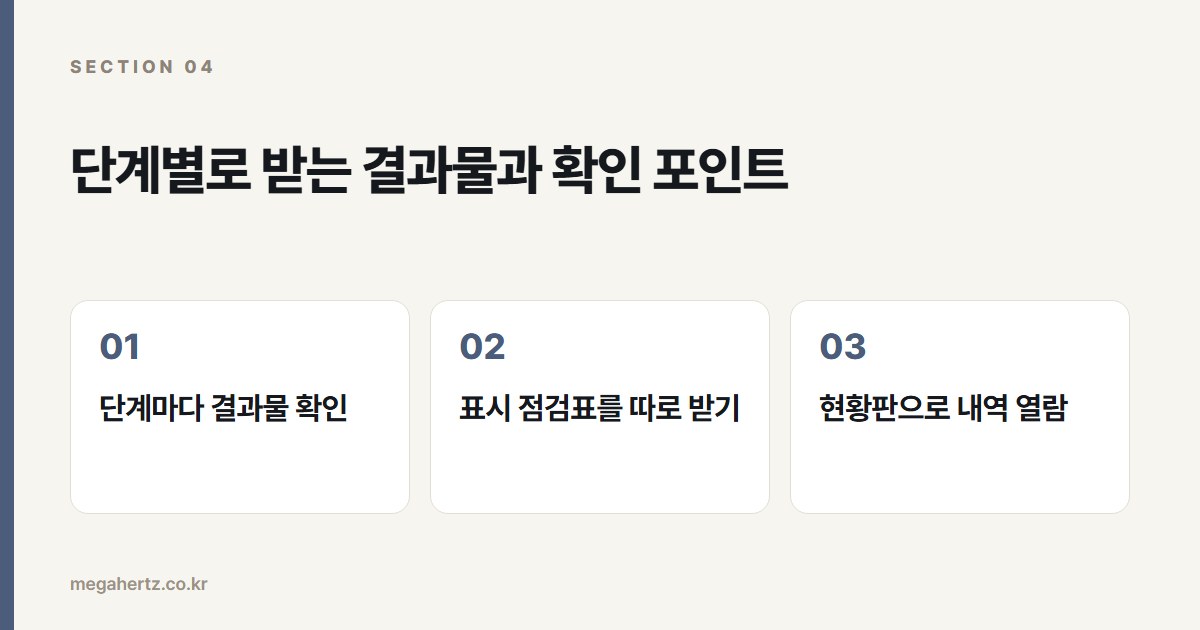 SECTION 04
단계별로 받는 결과물과 확인 포인트
01
단계마다 결과물 확인
02
표시 점검표를 따로 받기
03
현황판으로 내역 열람
megahertz.co.kr